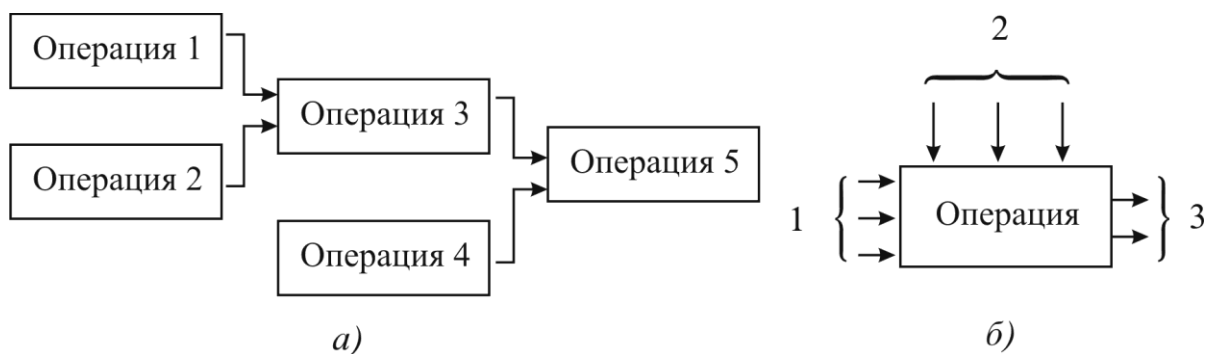 Операция 1
Операция 2
Операция 3
Операция 4
Операция 5
а)
2
1
Операция
3
б)